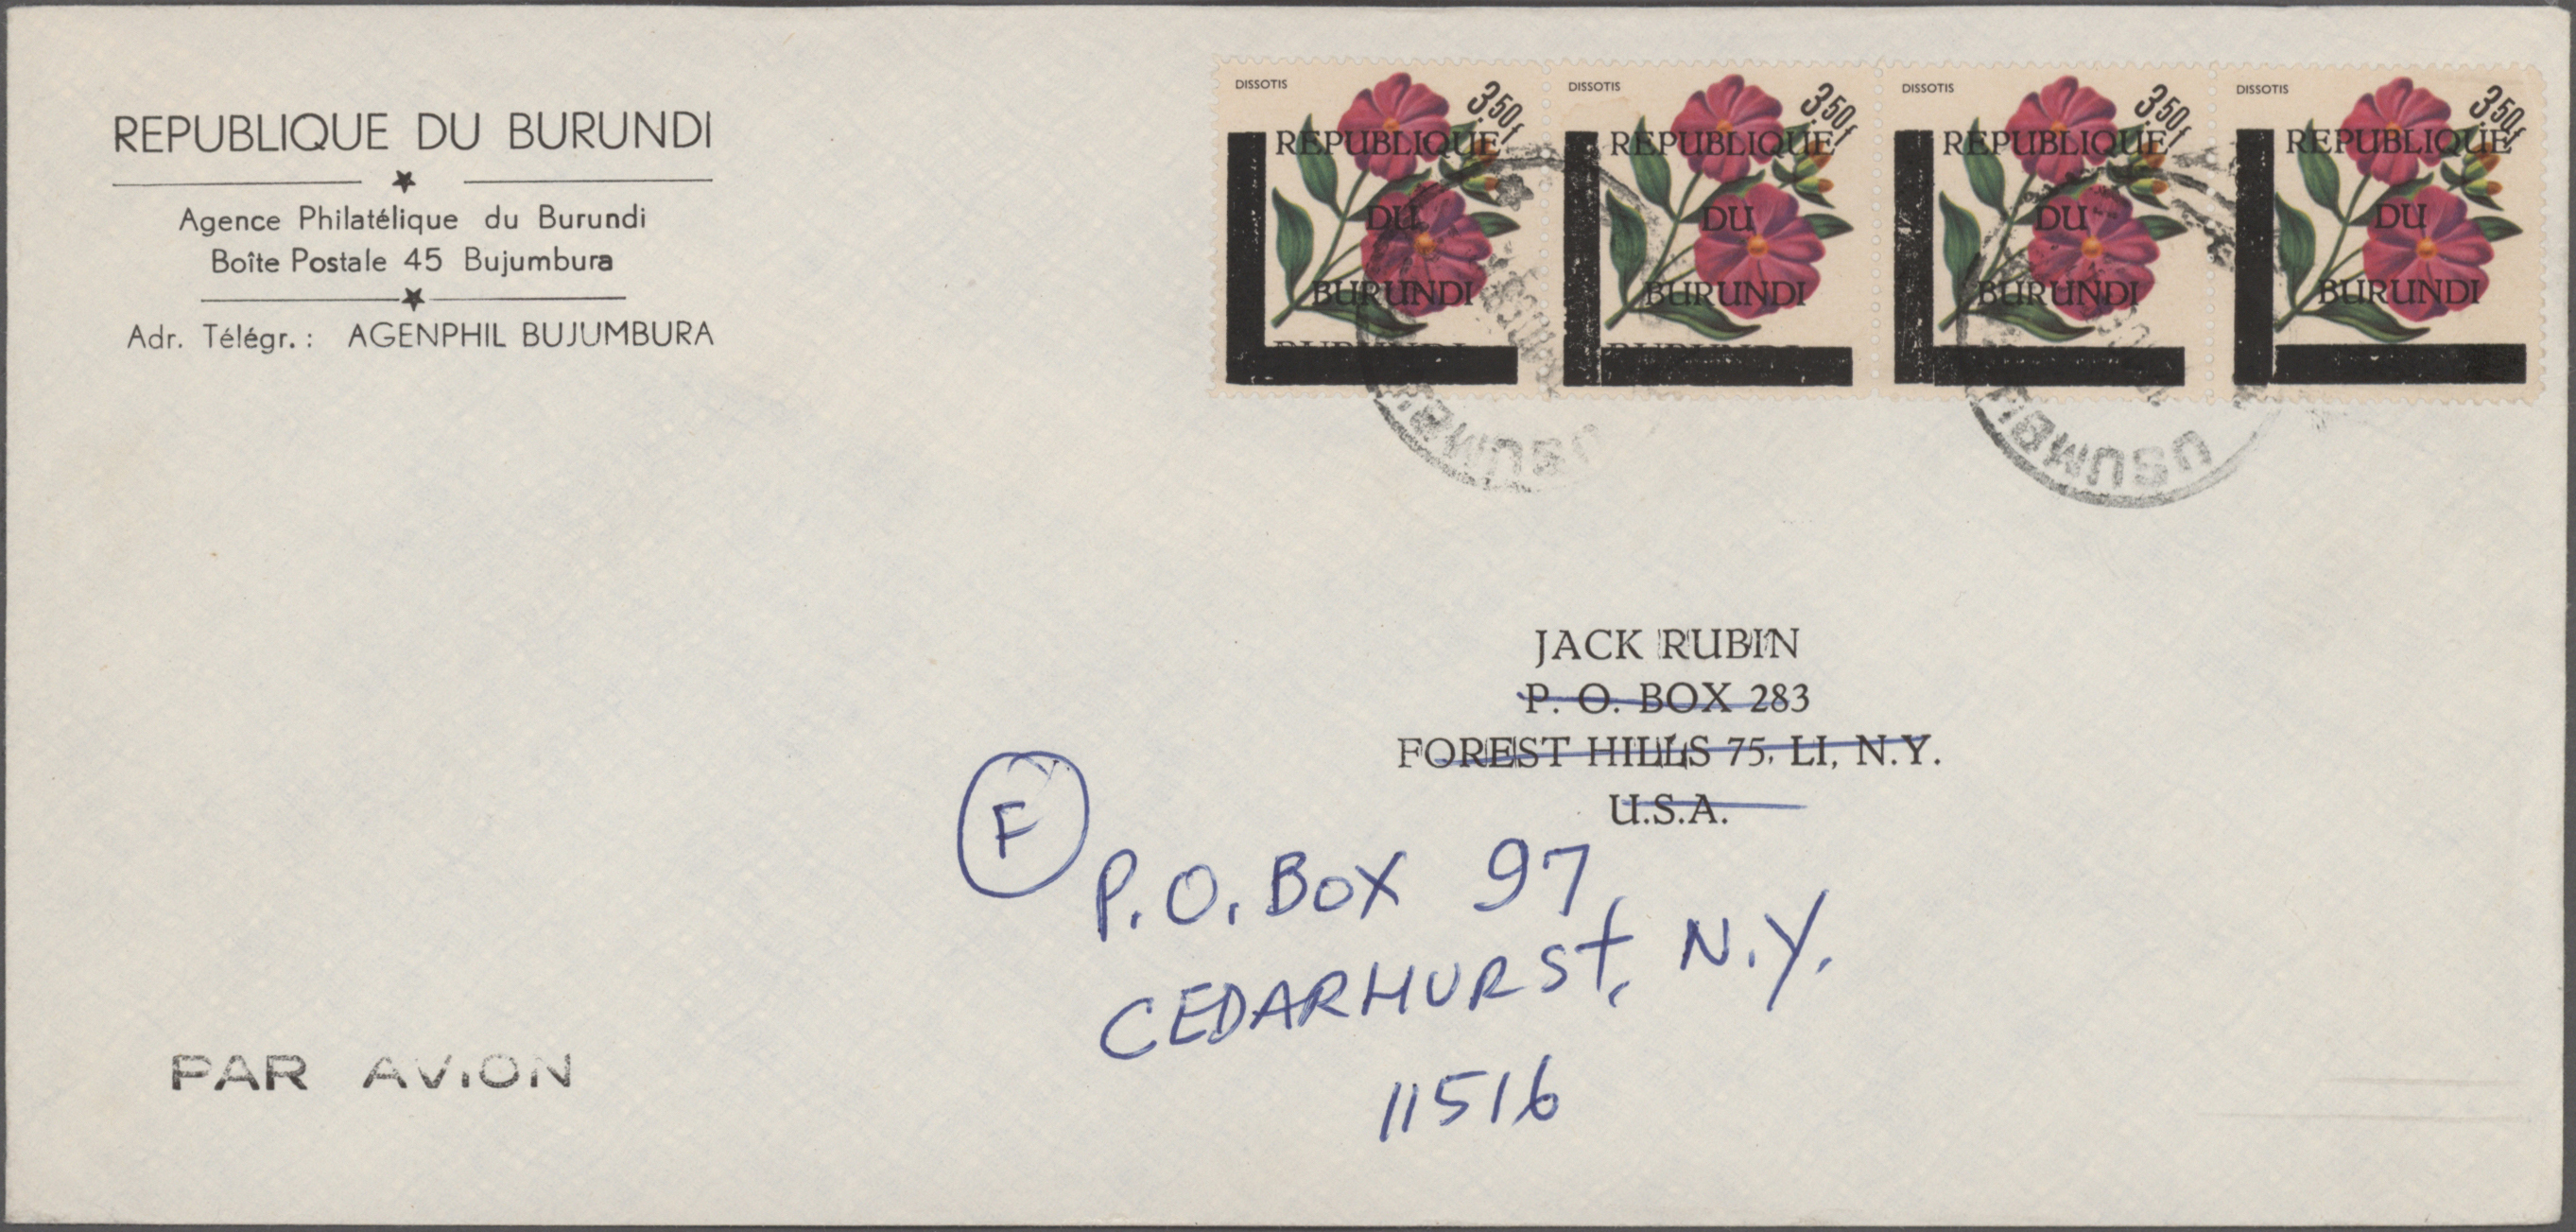 REPUBLIQUE DU BURUNDI
Agence Philatélique du Burundi
Boîte Postale 45 Bujumbura
Adr. Télégr. : AGENPHIL BUJUMBURA
DISSOTIS 3,50f
REPUBLIQUE
DU
BURUNDI
DISSOTIS 3,50f
REPUBLIQUE
DU
BURUNDI
DISSOTIS 3,50f
REPUBLIQUE
DU
BURUNDI
DISSOTIS 3,50f
REPUBLIQUE
DU
BURUNDI
JACK RUBIN
P. O. BOX 283
FOREST HILLS 75, LI, N.Y.
U.S.A.
F
P.O. BOX 97
CEDARHURST, N.Y.
11516
PAR AVION